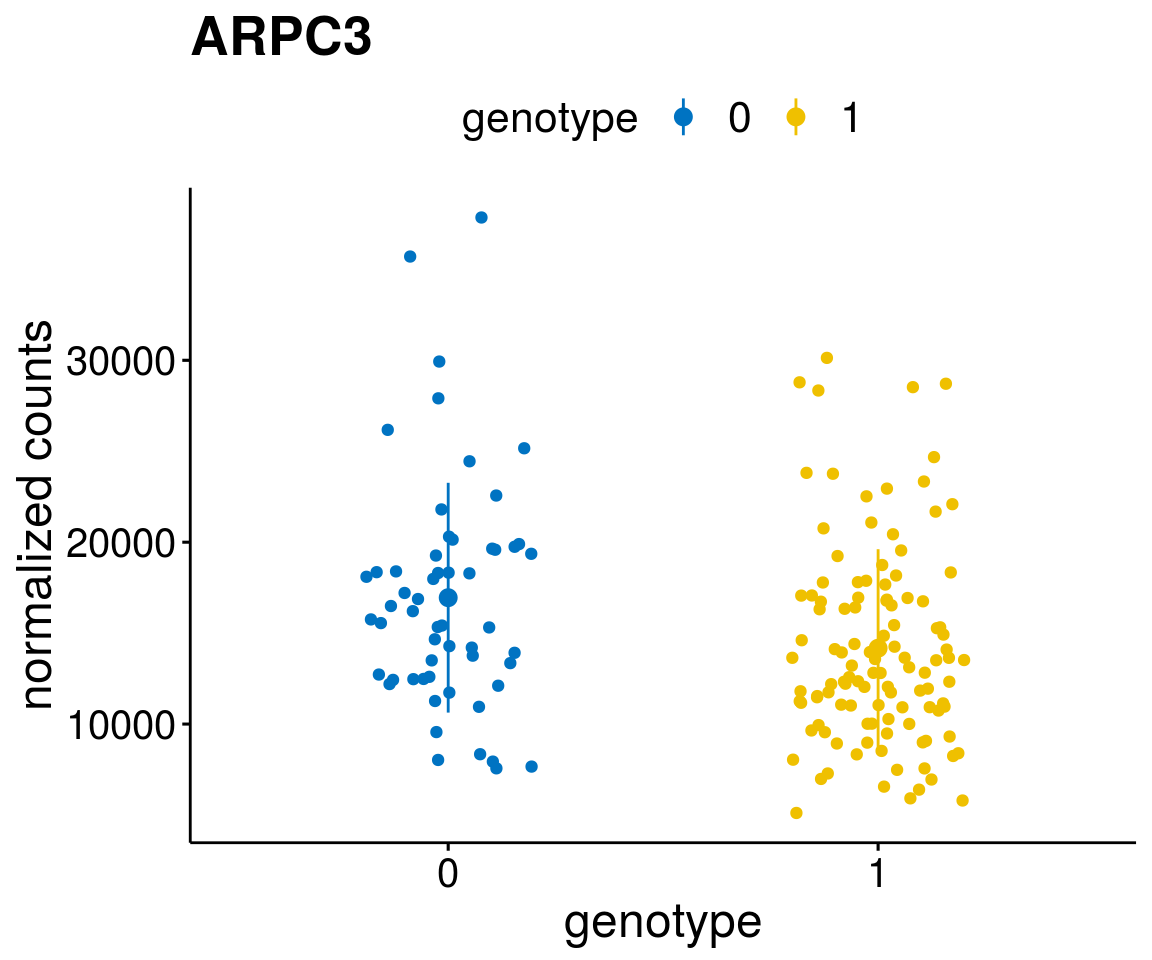 ARPC3
genotype 0 1
normalized counts
30000
20000
10000
0 1
genotype